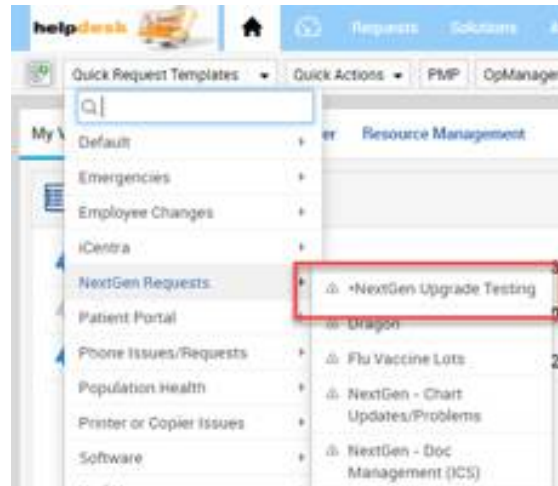 helpdesk
Requests Solutions
Quick Request Templates Quick Actions PMP OpManage
My V er Resource Management
Default
Emergencies
Employee Changes
iCentra
NextGen Requests
•NextGen Upgrade Testing
Patient Portal
Dragon
Phone Issues/Requests
Flu Vaccine Lots
Population Health
NextGen - Chart
Updates/Problems
Printer or Copier Issues
NextGen - Doc
Management (ICS)
Software